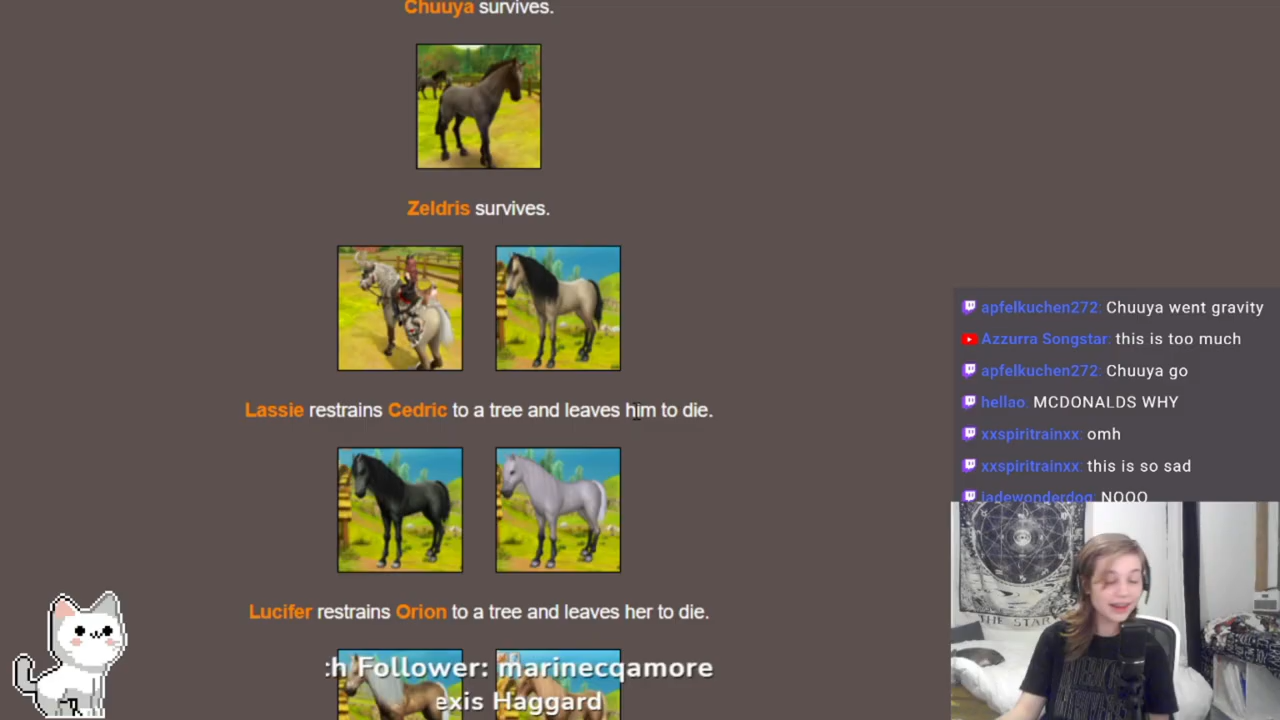 Chuuya survives.
Zeldris survives.
Lassie restrains Cedric to a tree and leaves him to die.
Lucifer restrains Orion to a tree and leaves her to die.
:h Follower: marinecqamore
exis Haggard
apfelkuchen272: Chuuya went gravity
Azzurra Songstar: this is too much
apfelkuchen272: Chuuya go
hellao: MCDONALDS WHY
xxspiritrainxx: omh
xxspiritrainxx: this is so sad
jadewonderdog: NOOO
THE STAR